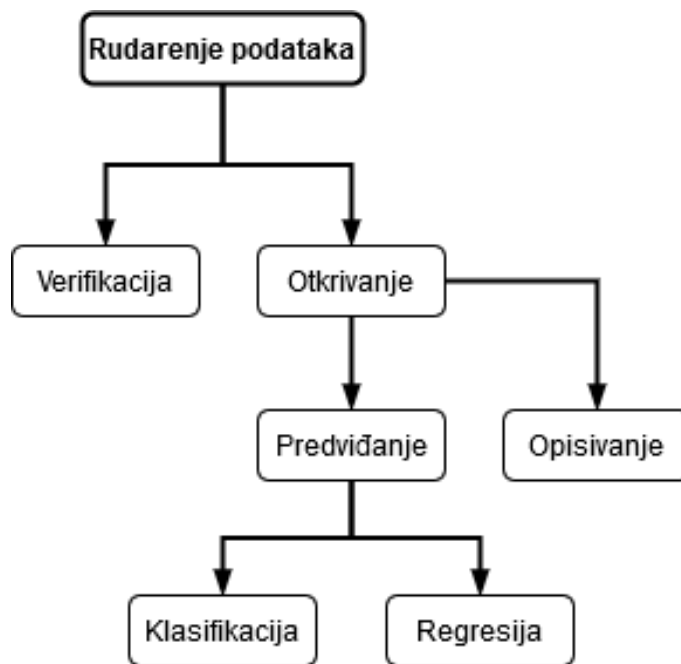 Rudarenje podataka
Verifikacija
Otkrivanje
Predviđanje
Opisivanje
Klasifikacija
Regresija